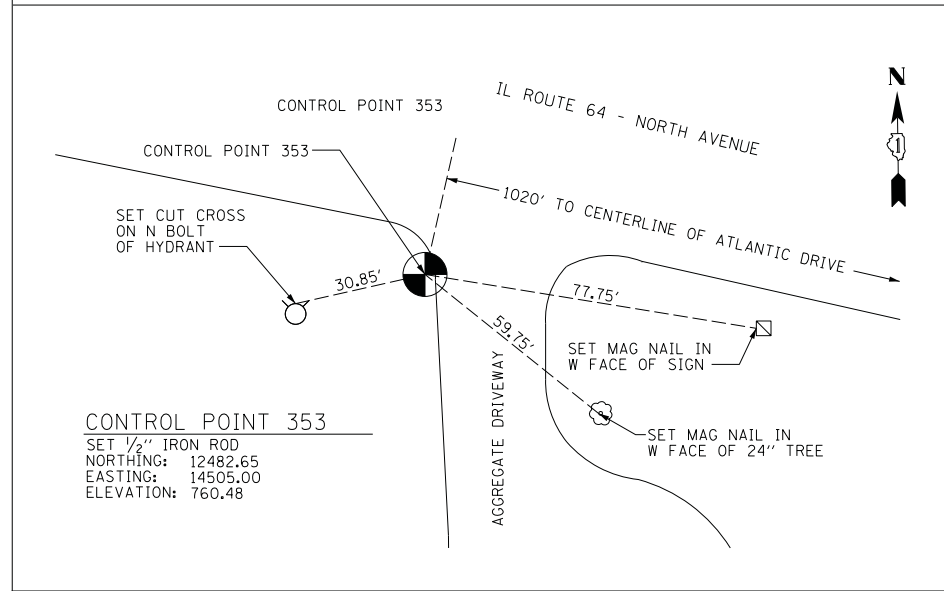 CONTROL POINT 353
IL ROUTE 64 - NORTH AVENUE
N
1
CONTROL POINT 353
1020' TO CENTERLINE OF ATLANTIC DRIVE
SET CUT CROSS
ON N BOLT
OF HYDRANT
30.85'
77.75'
59.75'
SET MAG NAIL IN
W FACE OF SIGN
AGGREGATE DRIVEWAY
SET MAG NAIL IN
W FACE OF 24" TREE
CONTROL POINT 353
SET 1/2" IRON ROD
NORTHING: 12482.65
EASTING: 14505.00
ELEVATION: 760.48